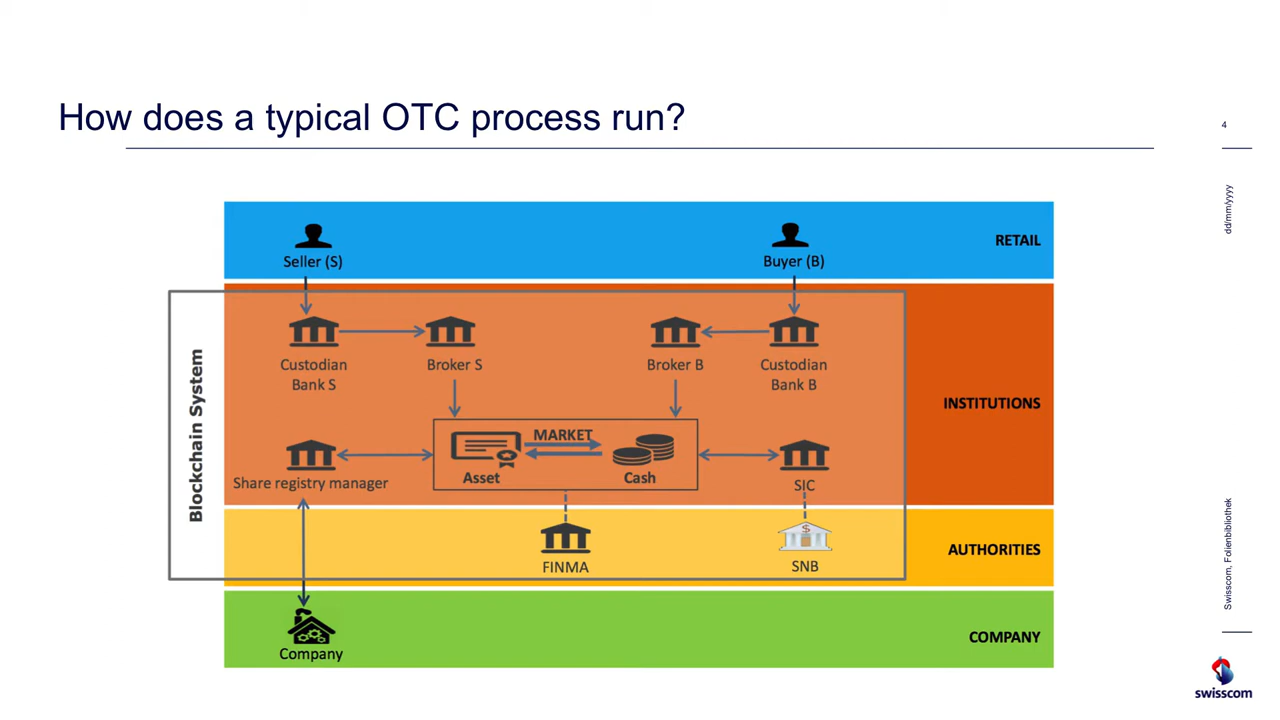 How does a typical OTC process run?
4
dd/mm/yyyy
Swisscom, Folienbibliothek
RETAIL
Seller (S)
Buyer (B)
Blockchain System
INSTITUTIONS
Custodian
Bank S
Broker S
Broker B
Custodian
Bank B
MARKET
Asset
Cash
Share registry manager
SIC
AUTHORITIES
$
FINMA
SNB
COMPANY
Company
swisscom